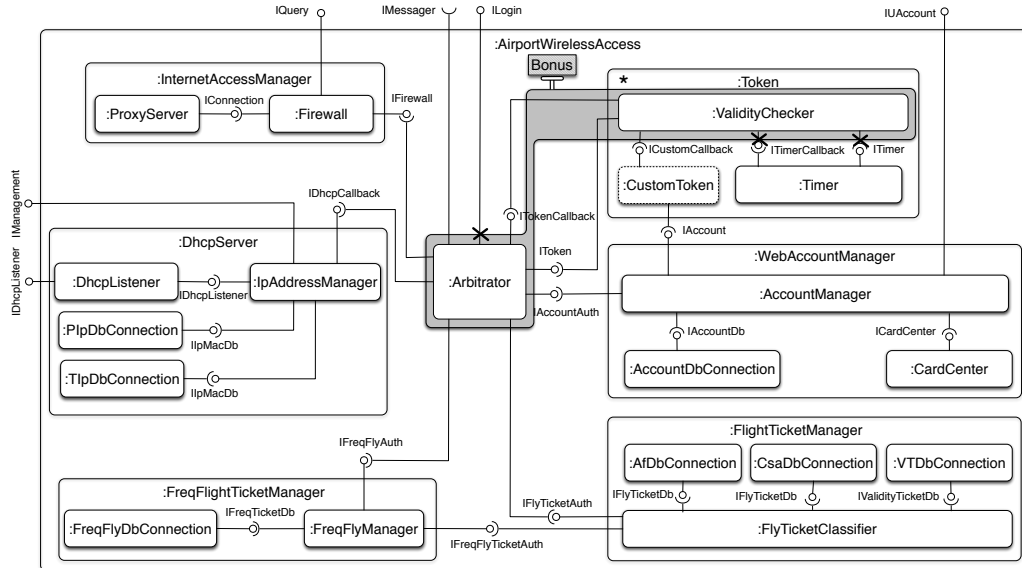 IQuery
IMessager
ILogin
IUAccount
:AirportWirelessAccess
Bonus
:InternetAccessManager
:ProxyServer
IConnection
:Firewall
IFirewall
*
:Token
:ValidityChecker
ICustomCallback
ITimerCallback
ITimer
:CustomToken
:Timer
IManagement
IDhcpCallback
ITokenCallback
IAccount
:DhcpServer
:DhcpListener
IDhcpListener
:IpAddressManager
IDhcpListener
:PIpDbConnection
IIpMacDb
:TIpDbConnection
IIpMacDb
:Arbitrator
IToken
IAccountAuth
:WebAccountManager
:AccountManager
IAccountDb
ICardCenter
:AccountDbConnection
:CardCenter
IFreqFlyAuth
:FreqFlightTicketManager
:FreqFlyDbConnection
IFreqTicketDb
:FreqFlyManager
IFreqFlyTicketAuth
IFlyTicketAuth
:FlightTicketManager
:AfDbConnection
:CsaDbConnection
:VTDbConnection
IFlyTicketDb
IFlyTicketDb
IValidityTicketDb
:FlyTicketClassifier